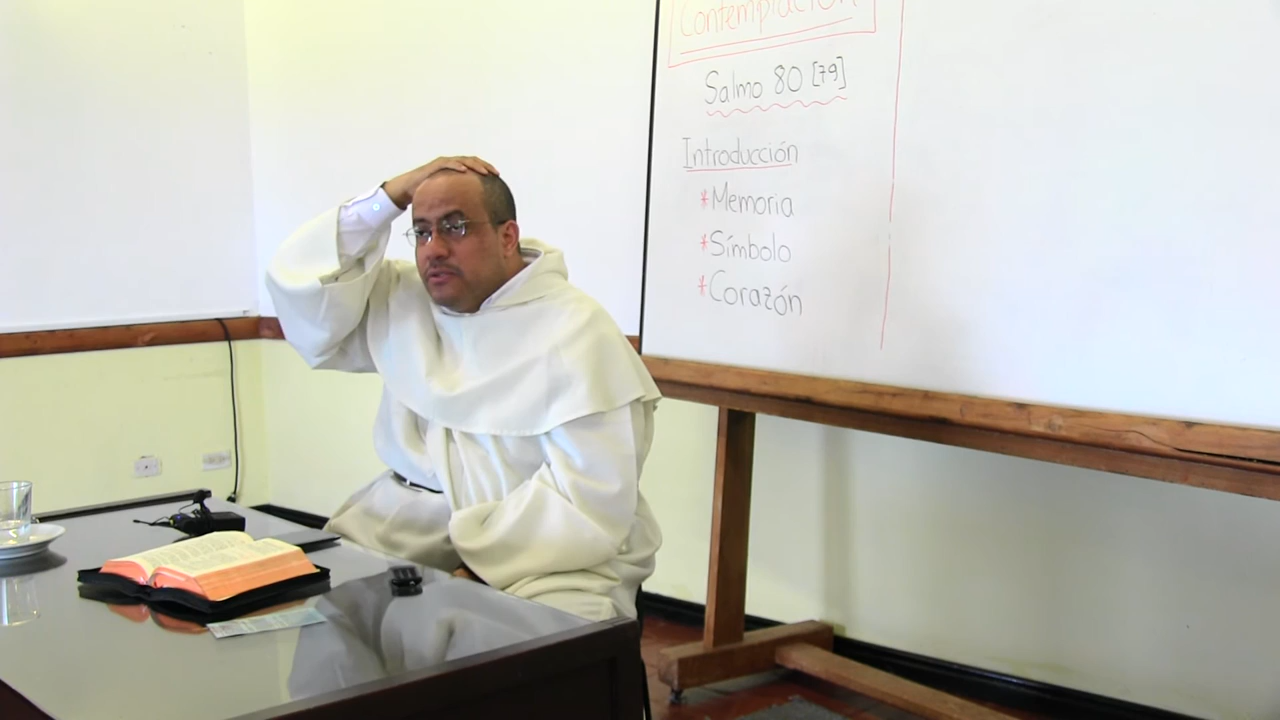 Contemplación
Salmo 80 [79]
Introducción
*Memoria
*Símbolo
*Corazón